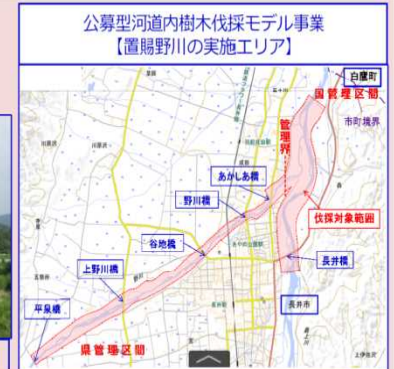 公募型河道内樹木伐採モデル事業
【置賜野川の実施エリア】
白鷹町
国管理区間
市町境界
管理界
あかしあ橋
野川橋
伐採対象範囲
谷地橋
長井橋
上野川橋
長井市
平泉橋
県管理区間